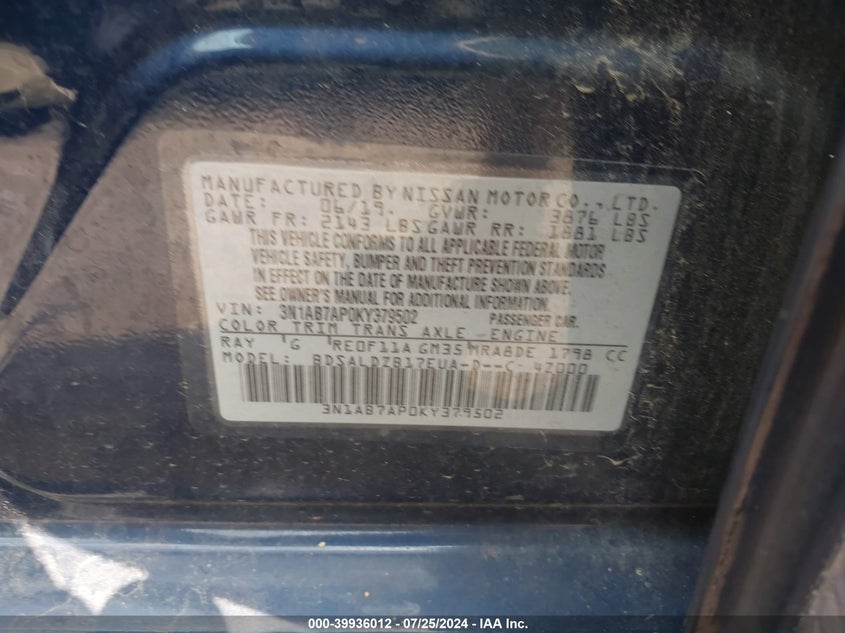 MANUFACTURED BY NISSAN MOTOR CO., LTD.
DATE: 06/19. GVWR: 3876 LBS
GAWR FR: 2143 LBS GAWR RR: 1881 LBS
THIS VEHICLE CONFORMS TO ALL APPLICABLE FEDERAL MOTOR
VEHICLE SAFETY, BUMPER AND THEFT PREVENTION STANDARDS
IN EFFECT ON THE DATE OF MANUFACTURE SHOWN ABOVE.
SEE OWNER'S MANUAL FOR ADDITIONAL INFORMATION.
VIN: 3N1AB7AP0KY379502 PASSENGER CAR.
COLOR TRIM TRANS AXLE ENGINE
RAY G RE0F11A GM35 MRA8DE 1798 CC
MODEL: BDSALDZB17EUA-D--C- 4Z000
3N1AB7AP0KY379502
000-39936012 - 07/25/2024 - IAA Inc.